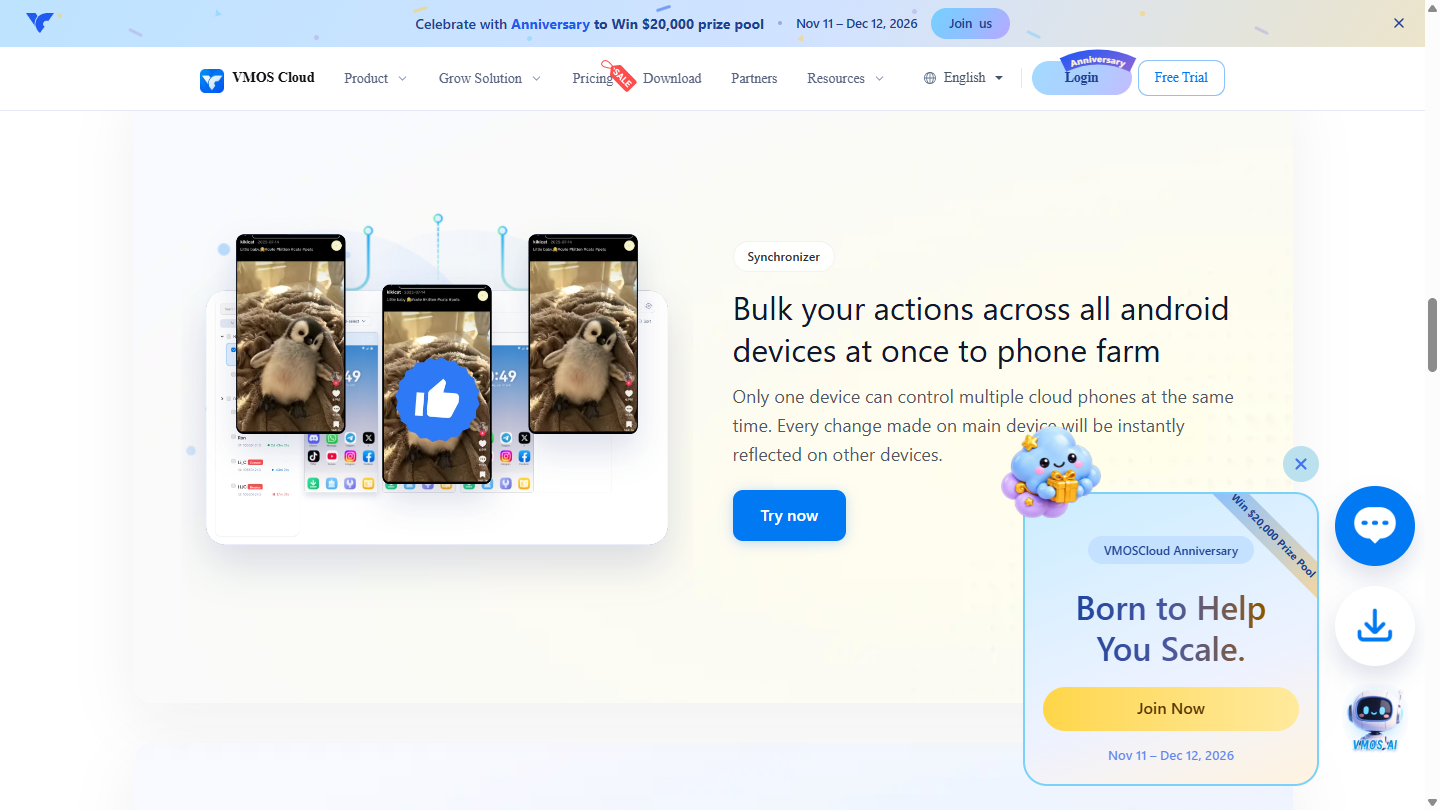 Celebrate with Anniversary to Win $20,000 prize pool • Nov 11 – Dec 12, 2026 Join us
VMOS Cloud Product Grow Solution Pricing SALE Download Partners Resources English Anniversary Login Free Trial
kikicat
kikicat
kikicat
Synchronizer
Bulk your actions across all android
devices at once to phone farm
Only one device can control multiple cloud phones at the same
time. Every change made on main device will be instantly
reflected on other devices.
Try now
Win $20,000 Prize Pool
VMOSCloud Anniversary
Born to Help
You Scale.
Join Now
Nov 11 – Dec 12, 2026
VMOS AI